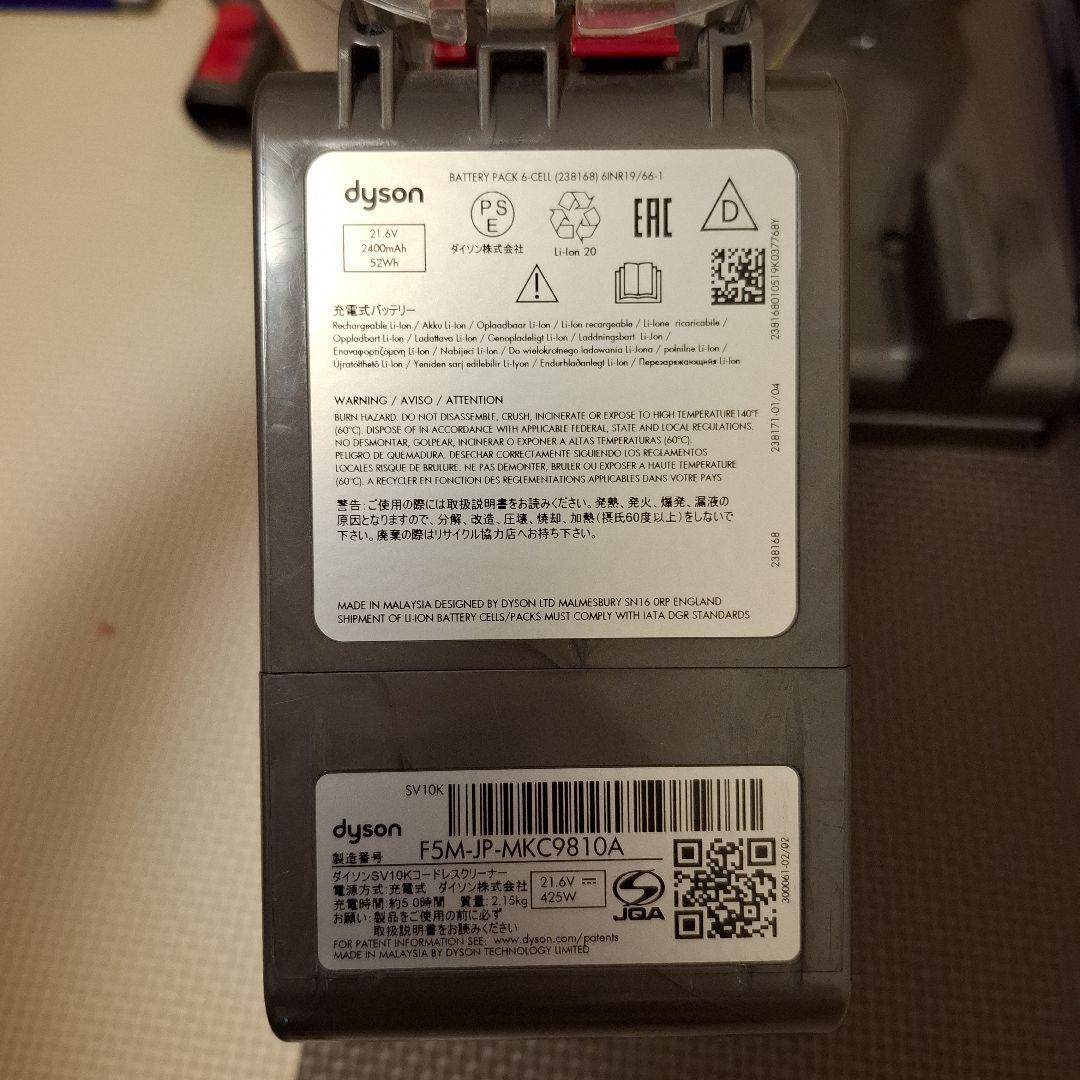 BATTERY PACK 6-CELL (238168) 6INR19/66-1
dyson
PS
E
ダイソン株式会社
Li-Ion 20
EAC
D
21.6V
2400mAh
52Wh
充電式バッテリー
Rechargeable Li-Ion / Akku Li-Ion / Oplaadbaar Li-Ion / Li-Ion recargeable / Li-Ione ricaricabile /
Oppladbart Li-Ion / Ladattava Li-Ion / Genopladeligt Li-Ion / Laddningsbart Li-Jon /
Επαναφορτιζόμενη Li-Ion / Nabíjecí Li-Ion / Do wielokrotnego ładowania Li-Jona / polnilne Li-Ion /
Újratölthető Li-Ion / Yeniden sarj edilebilir Li-Iyon / Endurhlaðanlegt Li-Ion / Перезаряжающийся Li-Ion
WARNING / AVISO / ATTENTION
BURN HAZARD. DO NOT DISASSEMBLE, CRUSH, INCINERATE OR EXPOSE TO HIGH TEMPERATURE 140°F
(60°C). DISPOSE OF IN ACCORDANCE WITH APPLICABLE FEDERAL, STATE AND LOCAL REGULATIONS.
NO DESMONTAR, GOLPEAR, INCINERAR O EXPONER A ALTAS TEMPERATURAS (60°C).
PELIGRO DE QUEMADURA. DESECHAR CORRECTAMENTE SIGUIENDO LOS REGLAMENTOS
LOCALES RISQUE DE BRULURE. NE PAS DEMONTER, BRULER OU EXPOSER A HAUTE TEMPERATURE
(60°C). A RECYCLER EN FONCTION DES REGLEMENTATIONS APPLICABLES DANS VOTRE PAYS
警告:ご使用の際には取扱説明書をお読みください。発熱、発火、爆発、漏液の
原因となりますので、分解、改造、圧壊、焼却、加熱(摂氏60度以上)をしないで
下さい。廃棄の際はリサイクル協力店へお持ち下さい。
MADE IN MALAYSIA DESIGNED BY DYSON LTD MALMESBURY SN16 0RP ENGLAND
SHIPMENT OF LI-ION BATTERY CELLS/PACKS MUST COMPLY WITH IATA DGR STANDARDS
238168010519K037768Y
238171-01/04
238168
SV10K
dyson
製造番号 F5M-JP-MKC9810A
ダイソンSV10Kコードレスクリーナー
電源方式:充電式 ダイソン株式会社
充電時間:約5.0時間 質量:2.15kg
お願い:製品をご使用の前に必ず
取扱説明書をお読みください
21.6V
425W
JQA
FOR PATENT INFORMATION SEE: www.dyson.com/patents
MADE IN MALAYSIA BY DYSON TECHNOLOGY LIMITED
300061-02/02